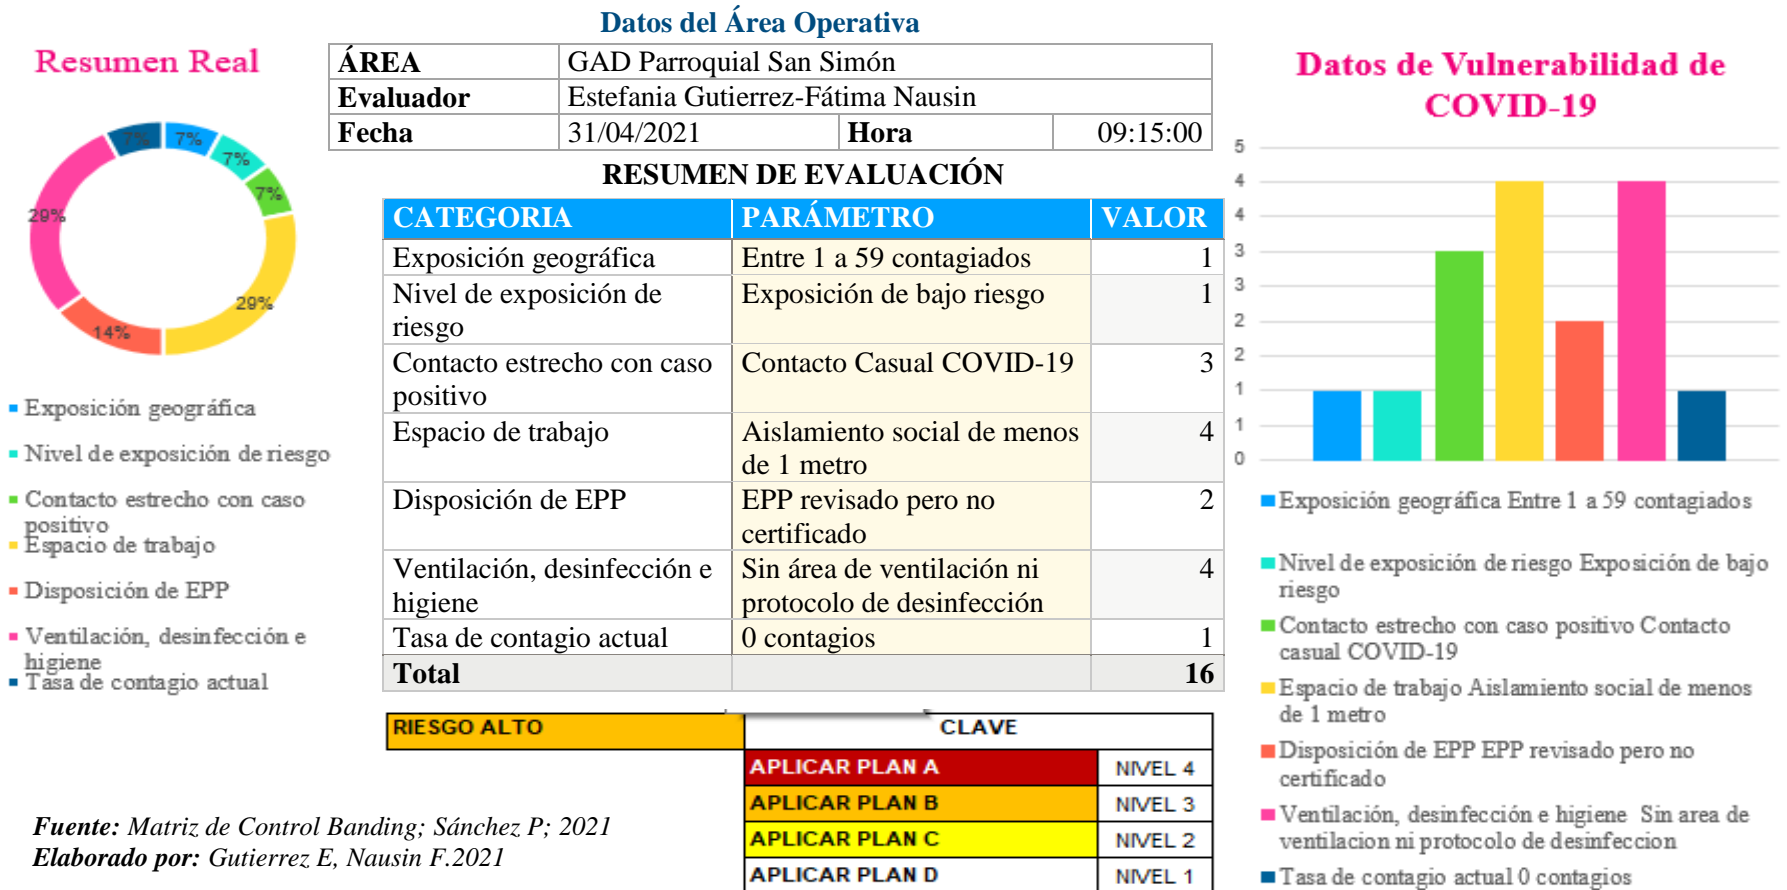 Datos del Área Operativa
Resumen Real
7%
7%
7%
7%
29%
29%
14%
Exposición geográfica
Nivel de exposición de riesgo
Contacto estrecho con caso
positivo
Espacio de trabajo
Disposición de EPP
Ventilación, desinfección e
higiene
Tasa de contagio actual
ÁREA GAD Parroquial San Simón
Evaluador Estefania Gutierrez-Fátima Nausin
Fecha 31/04/2021 Hora 09:15:00
RESUMEN DE EVALUACIÓN
CATEGORIA PARÁMETRO VALOR
Exposición geográfica Entre 1 a 59 contagiados 1
Nivel de exposición de Exposición de bajo riesgo 1
riesgo
Contacto estrecho con caso Contacto Casual COVID-19 3
positivo
Espacio de trabajo Aislamiento social de menos 4
de 1 metro
Disposición de EPP EPP revisado pero no 2
certificado
Ventilación, desinfección e Sin área de ventilación ni 4
higiene protocolo de desinfección
Tasa de contagio actual 0 contagios 1
Total 16
RIESGO ALTO CLAVE
APLICAR PLAN A NIVEL 4
APLICAR PLAN B NIVEL 3
APLICAR PLAN C NIVEL 2
APLICAR PLAN D NIVEL 1
Fuente: Matriz de Control Banding; Sánchez P; 2021
Elaborado por: Gutierrez E, Nausin F.2021
Datos de Vulnerabilidad de
COVID-19
5
4
4
3
3
2
2
1
1
0
Exposición geográfica Entre 1 a 59 contagiados
Nivel de exposición de riesgo Exposición de bajo
riesgo
Contacto estrecho con caso positivo Contacto
casual COVID-19
Espacio de trabajo Aislamiento social de menos
de 1 metro
Disposición de EPP EPP revisado pero no
certificado
Ventilación, desinfección e higiene Sin area de
ventilacion ni protocolo de desinfeccion
Tasa de contagio actual 0 contagios